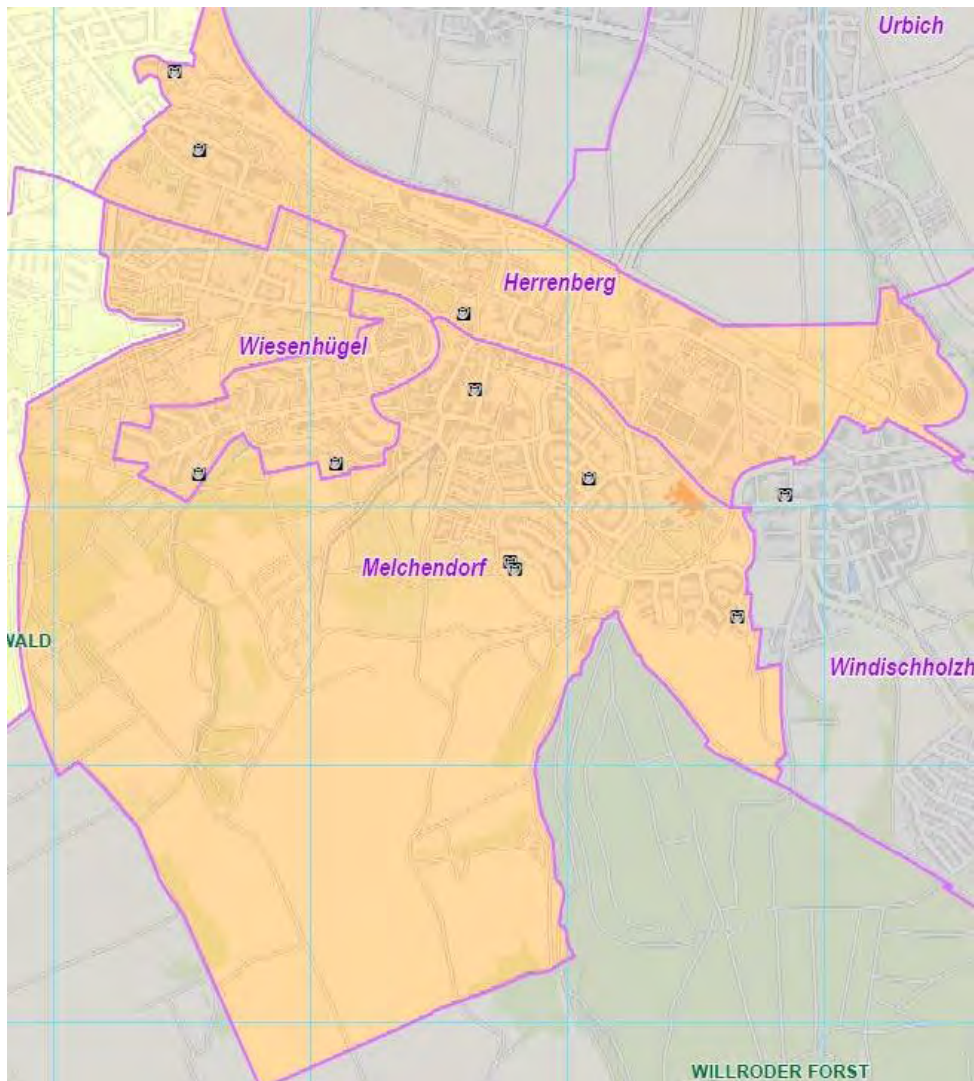 Urbich
Herrenberg
Wiesenhügel
Melchendorf
WALD
Windischholzh
WILLRODER FORST